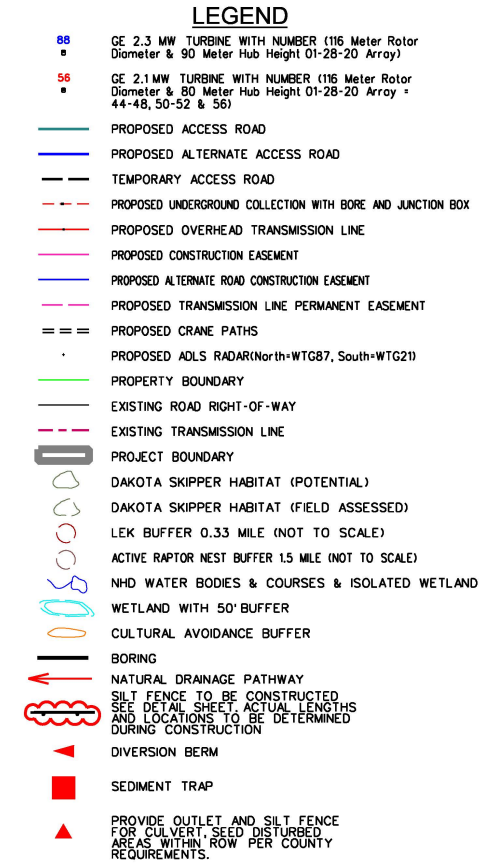 LEGEND
88
GE 2.3 MW TURBINE WITH NUMBER (116 Meter Rotor
Diameter & 90 Meter Hub Height 01-28-20 Array)
56
GE 2.1 MW TURBINE WITH NUMBER (116 Meter Rotor
Diameter & 80 Meter Hub Height 01-28-20 Array =
44-48, 50-52 & 56)
PROPOSED ACCESS ROAD
PROPOSED ALTERNATE ACCESS ROAD
TEMPORARY ACCESS ROAD
PROPOSED UNDERGROUND COLLECTION WITH BORE AND JUNCTION BOX
PROPOSED OVERHEAD TRANSMISSION LINE
PROPOSED CONSTRUCTION EASEMENT
PROPOSED ALTERNATE ROAD CONSTRUCTION EASEMENT
PROPOSED TRANSMISSION LINE PERMANENT EASEMENT
PROPOSED CRANE PATHS
PROPOSED ADLS RADAR(North=WTG87, South=WTG21)
PROPERTY BOUNDARY
EXISTING ROAD RIGHT-OF-WAY
EXISTING TRANSMISSION LINE
PROJECT BOUNDARY
DAKOTA SKIPPER HABITAT (POTENTIAL)
DAKOTA SKIPPER HABITAT (FIELD ASSESSED)
LEK BUFFER 0.33 MILE (NOT TO SCALE)
ACTIVE RAPTOR NEST BUFFER 1.5 MILE (NOT TO SCALE)
NHD WATER BODIES & COURSES & ISOLATED WETLAND
WETLAND WITH 50' BUFFER
CULTURAL AVOIDANCE BUFFER
BORING
NATURAL DRAINAGE PATHWAY
SILT FENCE TO BE CONSTRUCTED
SEE DETAIL SHEET. ACTUAL LENGTHS
AND LOCATIONS TO BE DETERMINED
DURING CONSTRUCTION
DIVERSION BERM
SEDIMENT TRAP
PROVIDE OUTLET AND SILT FENCE
FOR CULVERT, SEED DISTURBED
AREAS WITHIN ROW PER COUNTY
REQUIREMENTS.